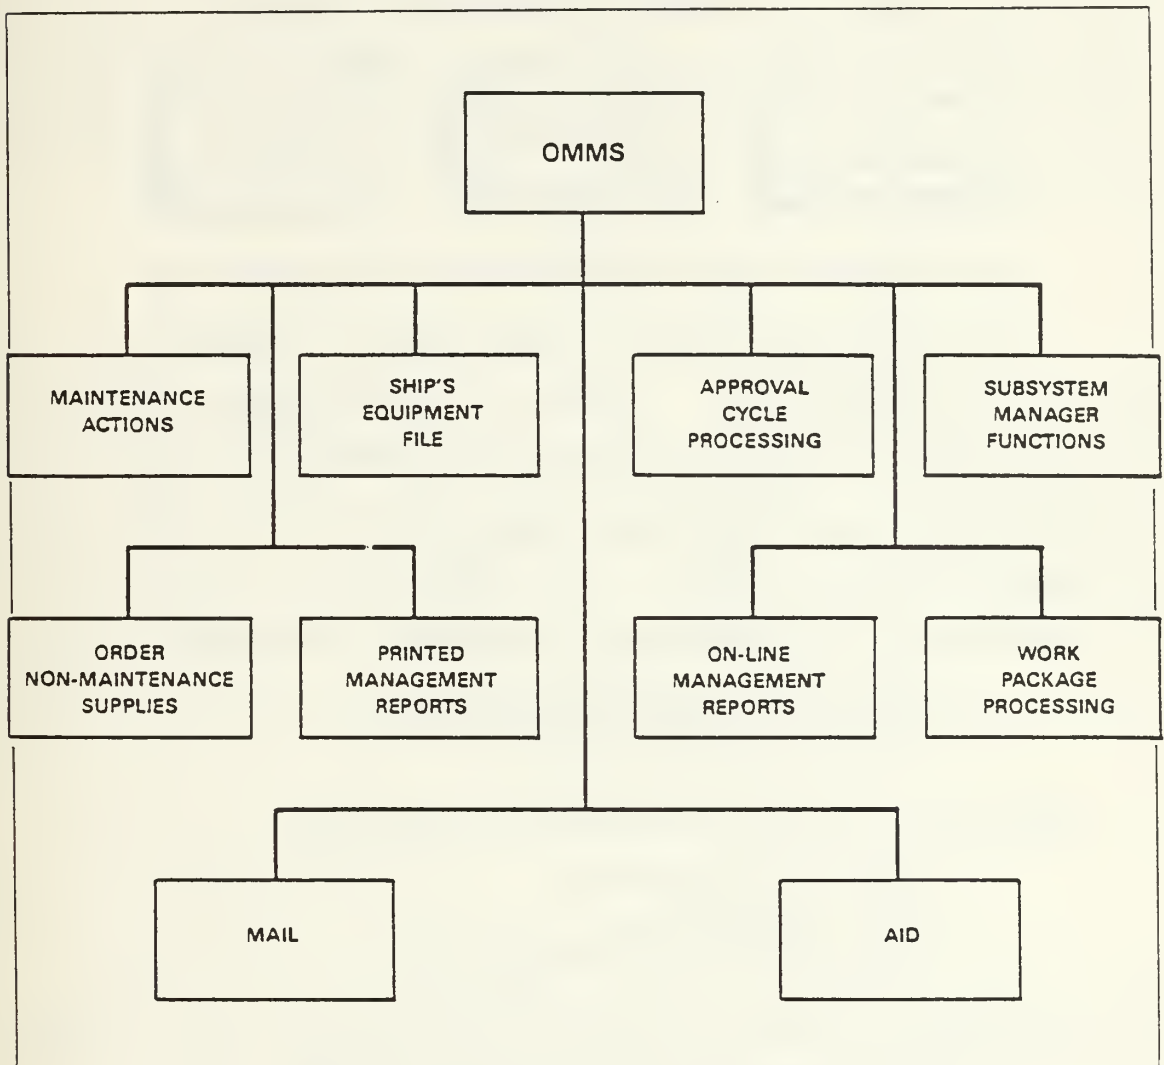 OMMS
MAINTENANCE
ACTIONS
SHIP'S
EQUIPMENT
FILE
APPROVAL
CYCLE
PROCESSING
SUBSYSTEM
MANAGER
FUNCTIONS
ORDER
NON-MAINTENANCE
SUPPLIES
PRINTED
MANAGEMENT
REPORTS
ON-LINE
MANAGEMENT
REPORTS
WORK
PACKAGE
PROCESSING
MAIL
AID